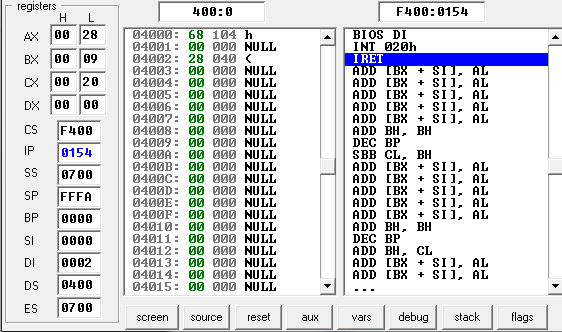 registers
H L
AX 00 28
BX 00 09
CX 00 20
DX 00 00
CS F400
IP 0154
SS 0700
SP FFFA
BP 0000
SI 0000
DI 0002
DS 0400
ES 0700
400:0
04000: 68 104 h
04001: 00 000 NULL
04002: 28 040 (
04003: 00 000 NULL
04004: 00 000 NULL
04005: 00 000 NULL
04006: 00 000 NULL
04007: 00 000 NULL
04008: 00 000 NULL
04009: 00 000 NULL
0400A: 00 000 NULL
0400B: 00 000 NULL
0400C: 00 000 NULL
0400D: 00 000 NULL
0400E: 00 000 NULL
0400F: 00 000 NULL
04010: 00 000 NULL
04011: 00 000 NULL
04012: 00 000 NULL
04013: 00 000 NULL
04014: 00 000 NULL
04015: 00 000 NULL
F400:0154
BIOS DI
INT 020h
IRET
ADD [BX + SI], AL
ADD [BX + SI], AL
ADD [BX + SI], AL
ADD [BX + SI], AL
ADD [BX + SI], AL
ADD BH, BH
DEC BP
SBB CL, BH
ADD [BX + SI], AL
ADD [BX + SI], AL
ADD [BX + SI], AL
ADD [BX + SI], AL
ADD [BX + SI], AL
ADD BH, BH
DEC BP
ADD BH, CL
ADD [BX + SI], AL
ADD [BX + SI], AL
...
screen source reset aux vars debug stack flags